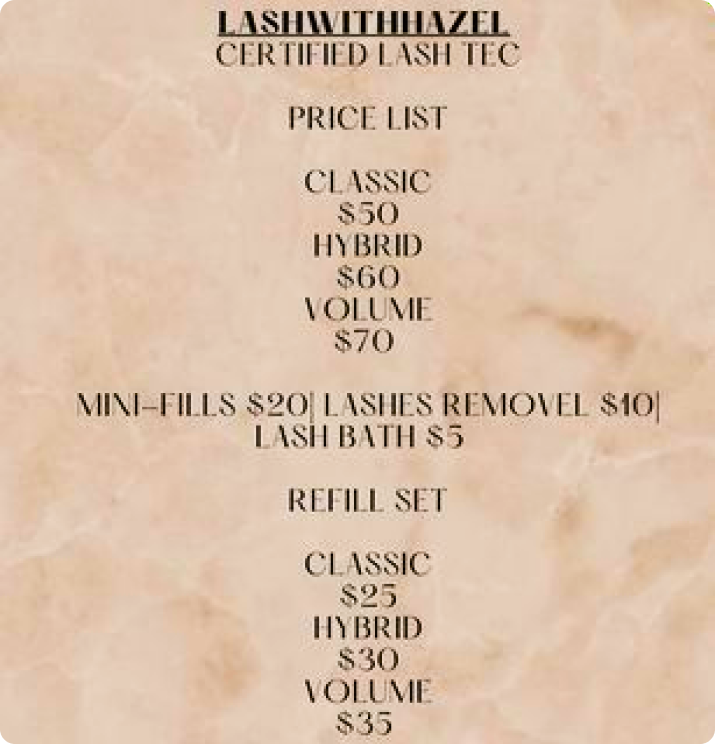 LASHWITHHAZEL
CERTIFIED LASH TEC
PRICE LIST
CLASSIC
$50
HYBRID
$60
VOLUME
$70
MINI-FILLS $20| LASHES REMOVEL $10|
LASH BATH $5
REFILL SET
CLASSIC
$25
HYBRID
$30
VOLUME
$35